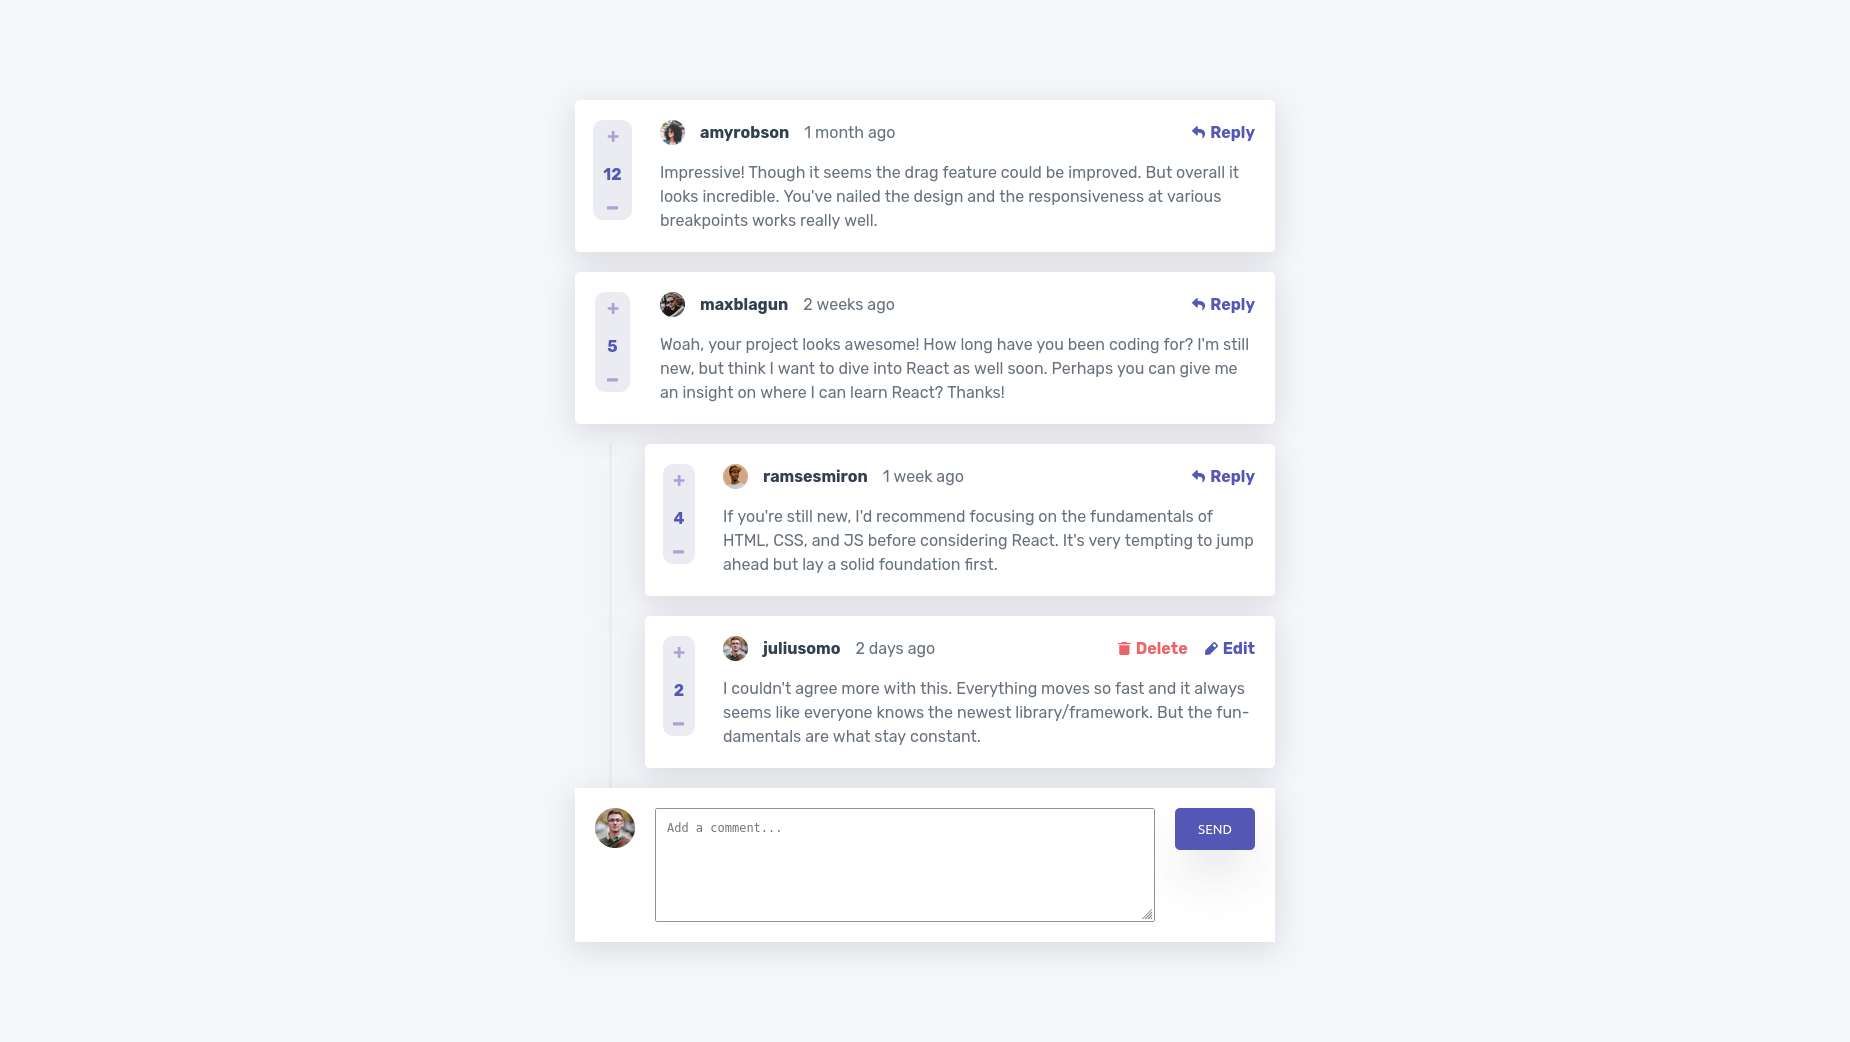 +
12
−
amyrobson 1 month ago Reply
Impressive! Though it seems the drag feature could be improved. But overall it
looks incredible. You've nailed the design and the responsiveness at various
breakpoints works really well.
+
5
−
maxblagun 2 weeks ago Reply
Woah, your project looks awesome! How long have you been coding for? I'm still
new, but think I want to dive into React as well soon. Perhaps you can give me
an insight on where I can learn React? Thanks!
+
4
−
ramsesmiron 1 week ago Reply
If you're still new, I'd recommend focusing on the fundamentals of
HTML, CSS, and JS before considering React. It's very tempting to jump
ahead but lay a solid foundation first.
+
2
−
juliusomo 2 days ago Delete Edit
I couldn't agree more with this. Everything moves so fast and it always
seems like everyone knows the newest library/framework. But the fun-
damentals are what stay constant.
Add a comment...
SEND